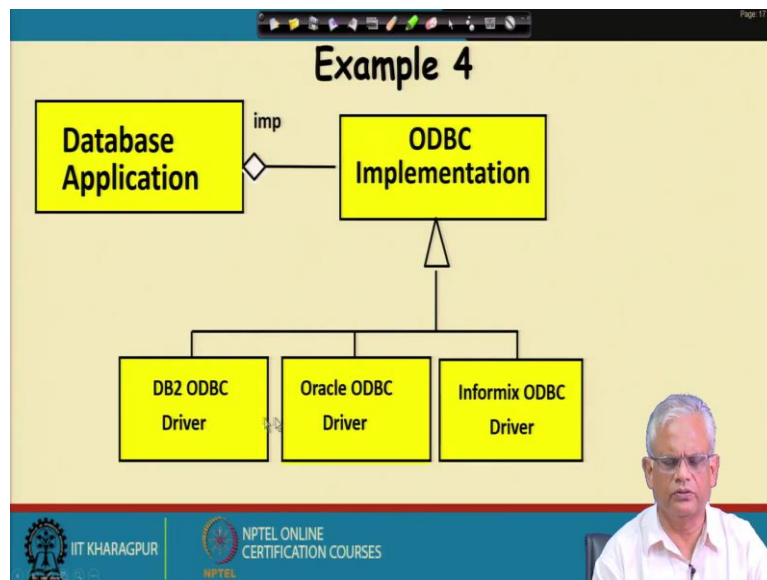 Page: 17
Example 4
Database
Application
imp
ODBC
Implementation
DB2 ODBC
Driver
Oracle ODBC
Driver
Informix ODBC
Driver
IIT KHARAGPUR
NPTEL
NPTEL ONLINE
CERTIFICATION COURSES